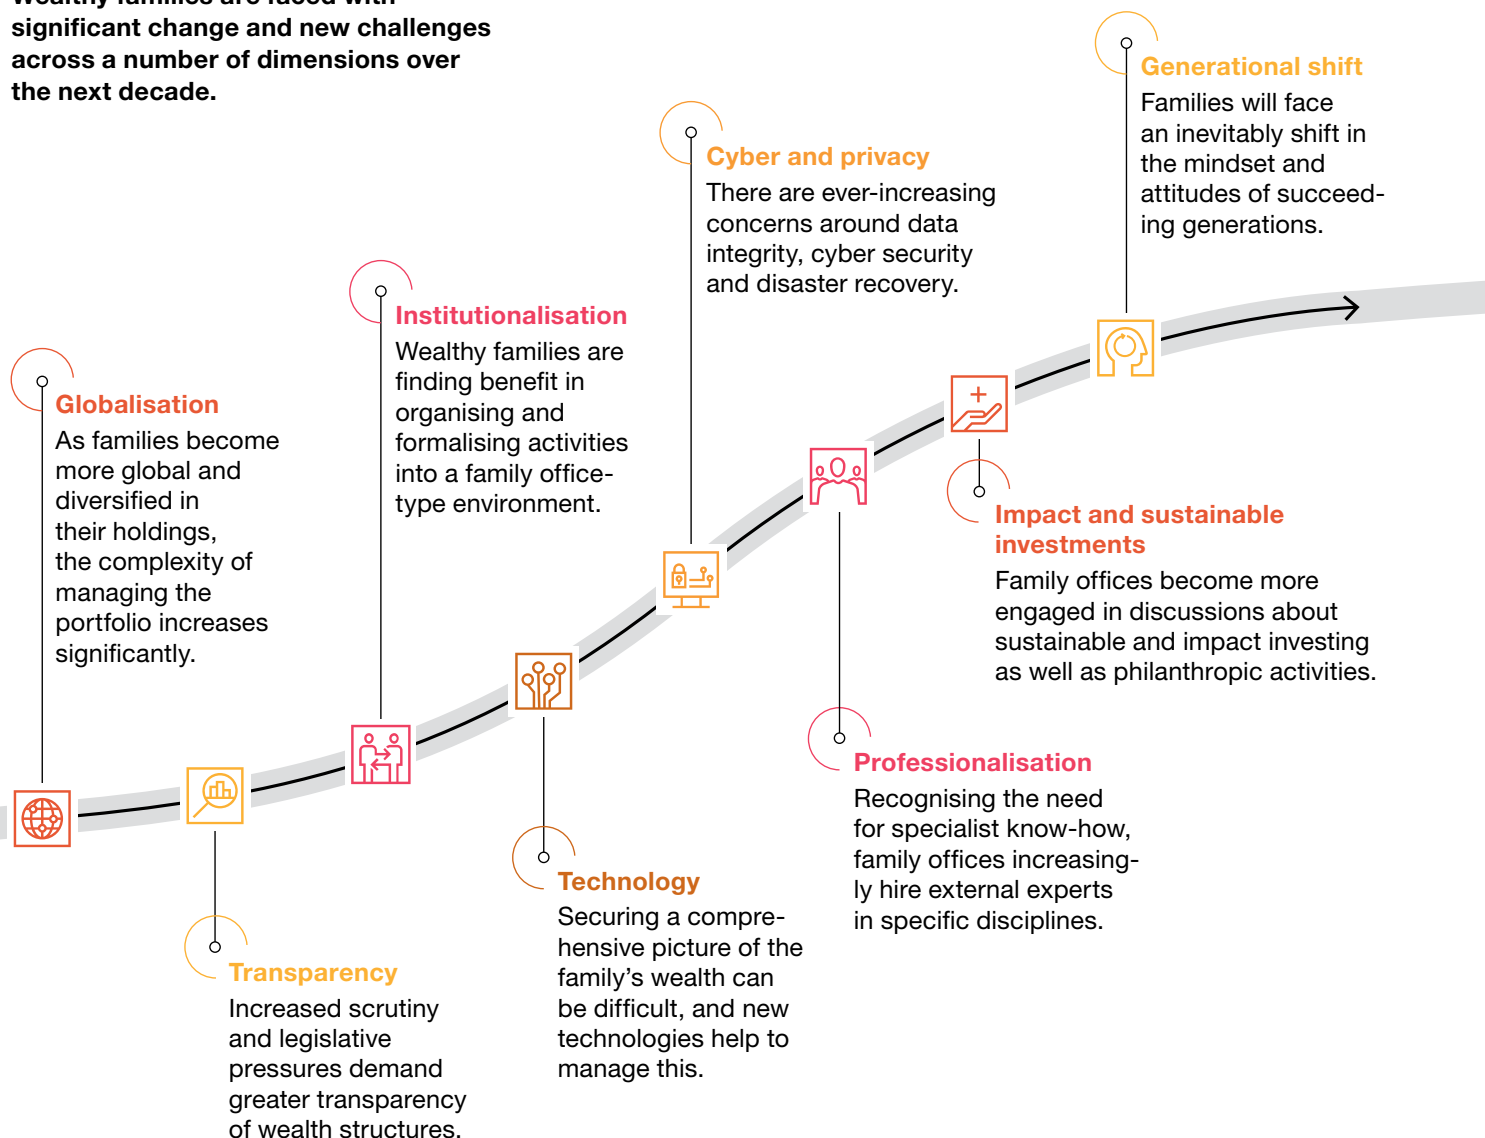 Wealthy families are faced with
significant change and new challenges
across a number of dimensions over
the next decade.
Globalisation
As families become
more global and
diversified in
their holdings,
the complexity of
managing the
portfolio increases
significantly.
Transparency
Increased scrutiny
and legislative
pressures demand
greater transparency
of wealth structures.
Institutionalisation
Wealthy families are
finding benefit in
organising and
formalising activities
into a family office-
type environment.
Technology
Securing a compre-
hensive picture of the
family's wealth can
be difficult, and new
technologies help to
manage this.
Cyber and privacy
There are ever-increasing
concerns around data
integrity, cyber security
and disaster recovery.
Professionalisation
Recognising the need
for specialist know-how,
family offices increasing-
ly hire external experts
in specific disciplines.
Impact and sustainable
investments
Family offices become more
engaged in discussions about
sustainable and impact investing
as well as philanthropic activities.
Generational shift
Families will face
an inevitably shift in
the mindset and
attitudes of succeed-
ing generations.